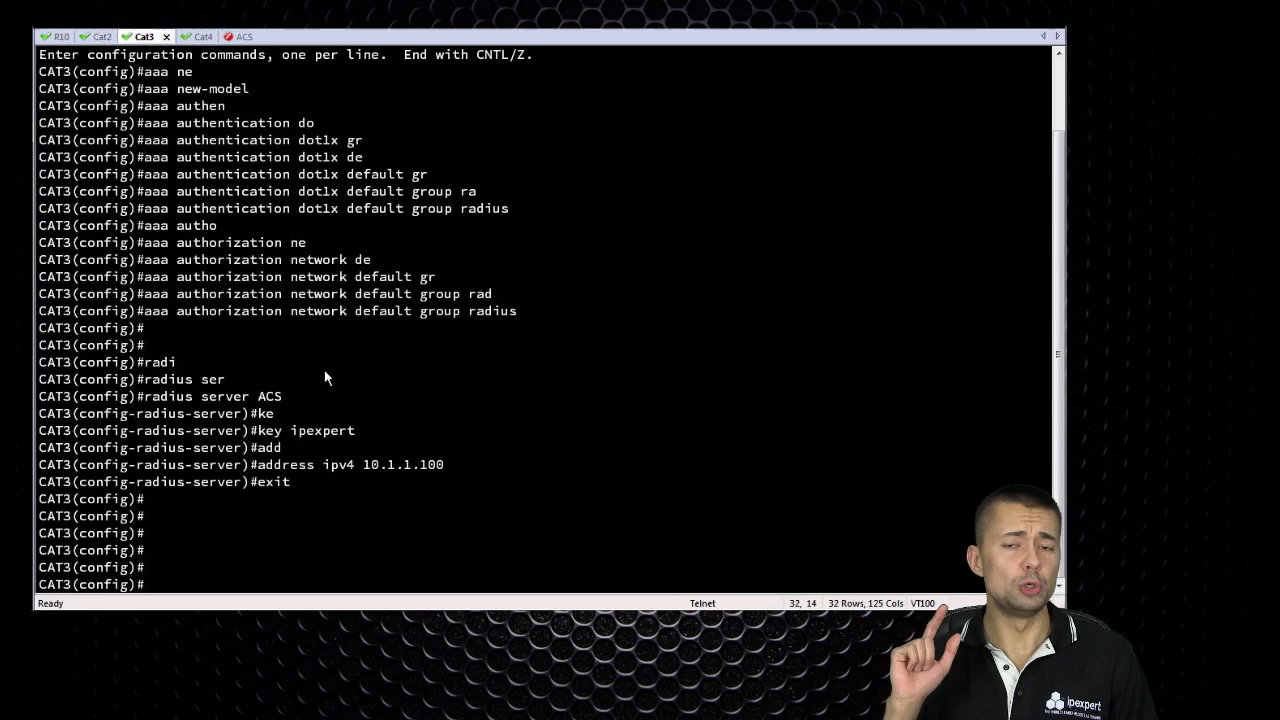 R10 Cat2 Cat3 Cat4 ACS
Enter configuration commands, one per line.  End with CNTL/Z.
CAT3(config)#aaa ne
CAT3(config)#aaa new-model
CAT3(config)#aaa authen
CAT3(config)#aaa authentication do
CAT3(config)#aaa authentication dot1x gr
CAT3(config)#aaa authentication dot1x de
CAT3(config)#aaa authentication dot1x default gr
CAT3(config)#aaa authentication dot1x default group ra
CAT3(config)#aaa authentication dot1x default group radius
CAT3(config)#aaa autho
CAT3(config)#aaa authorization ne
CAT3(config)#aaa authorization network de
CAT3(config)#aaa authorization network default gr
CAT3(config)#aaa authorization network default group rad
CAT3(config)#aaa authorization network default group radius
CAT3(config)#
CAT3(config)#
CAT3(config)#radi
CAT3(config)#radius ser
CAT3(config)#radius server ACS
CAT3(config-radius-server)#ke
CAT3(config-radius-server)#key ipexpert
CAT3(config-radius-server)#add
CAT3(config-radius-server)#address ipv4 10.1.1.100
CAT3(config-radius-server)#exit
CAT3(config)#
CAT3(config)#
CAT3(config)#
CAT3(config)#
CAT3(config)#
CAT3(config)#
Ready Telnet 32, 14 32 Rows, 125 Cols VT100
ipexpert